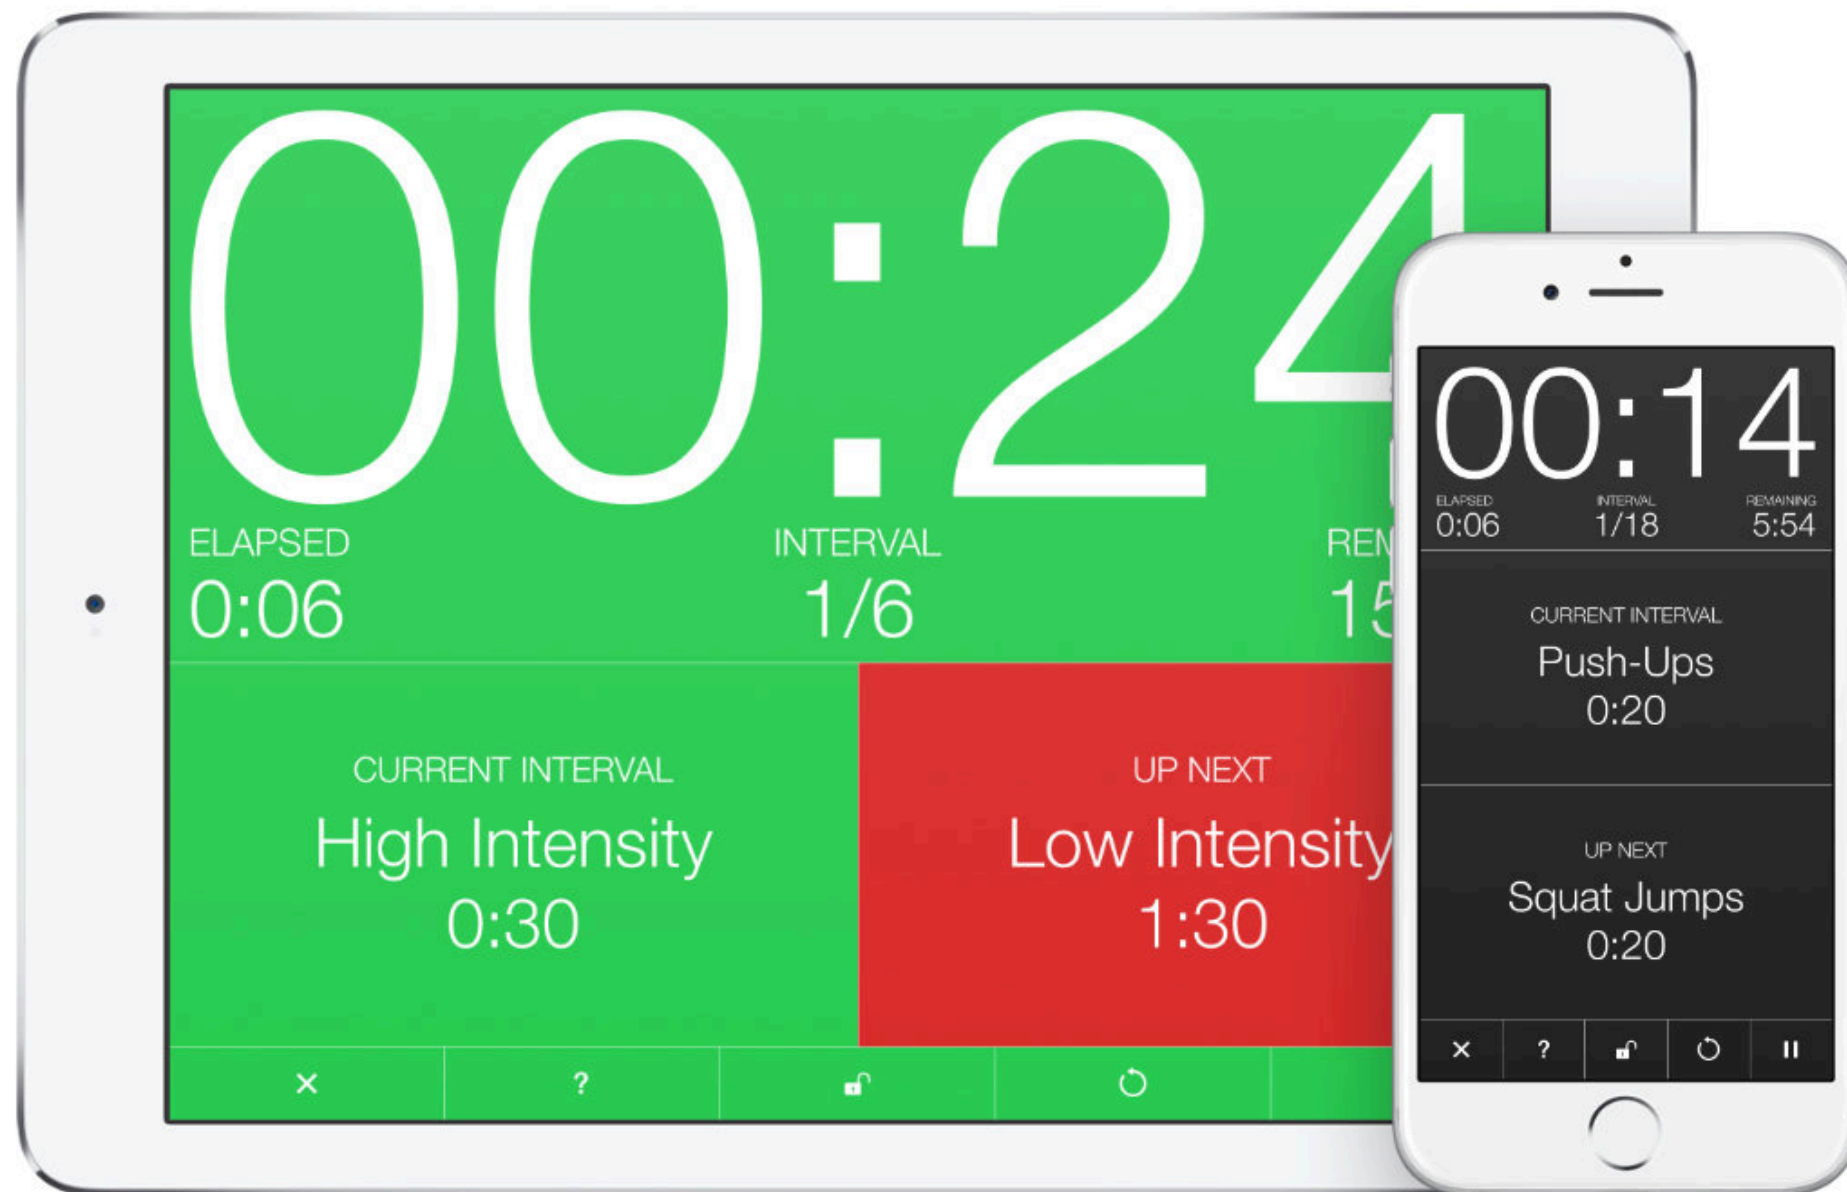 00:24
ELAPSED
0:06
INTERVAL
1/6
CURRENT INTERVAL
High Intensity
0:30
UP NEXT
Low Intensity
1:30
?
00:14
ELAPSED
0:06
INTERVAL
1/18
REMAINING
5:54
CURRENT INTERVAL
Push-Ups
0:20
UP NEXT
Squat Jumps
0:20
?